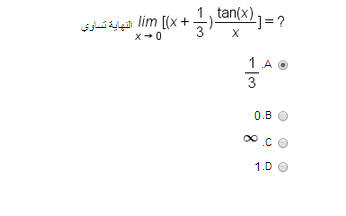 النهاية تساوي lim x→0 [(x + 1/3) tan(x)/x] = ?
1/3 .A
0.B
∞ .C
1.D